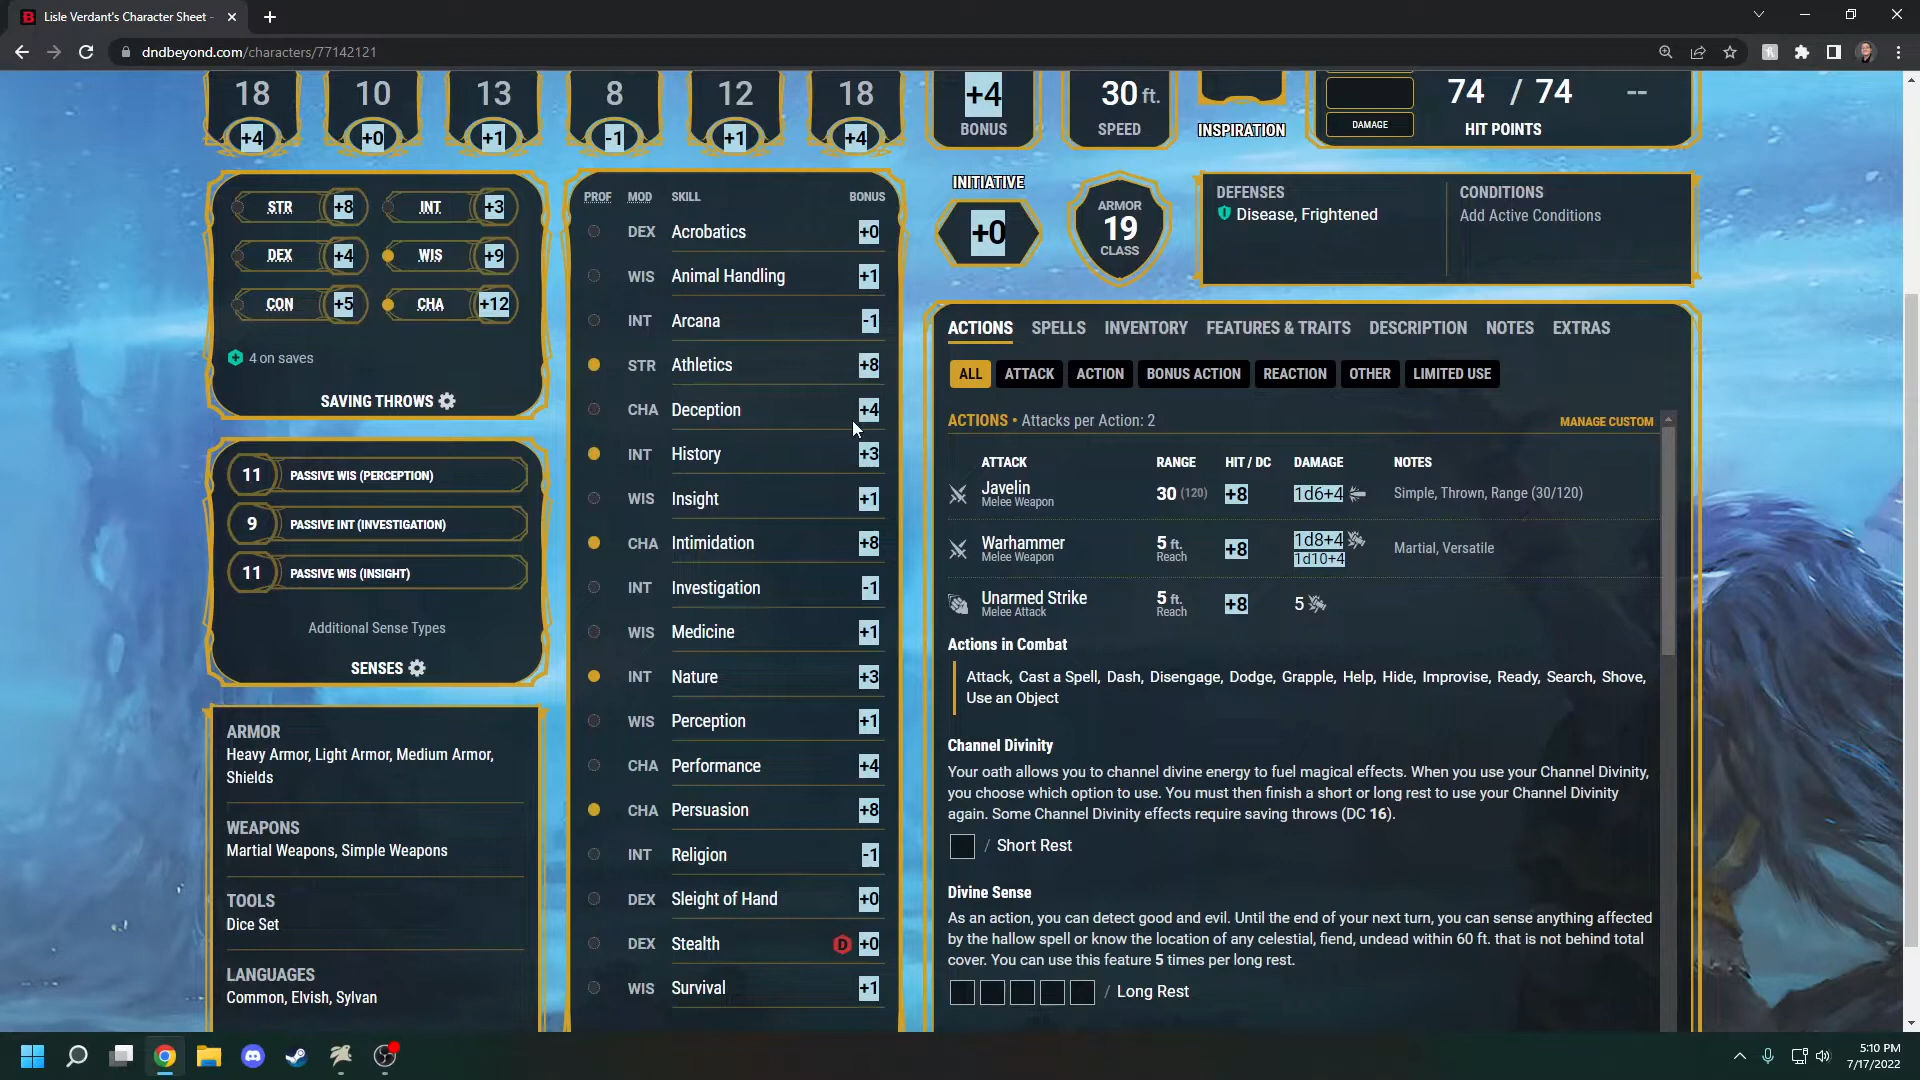 Lisle Verdant's Character Sheet -
dndbeyond.com/characters/77142121
18
10
13
8
12
18
+4
+0
+1
-1
+1
+4
+4
BONUS
30 ft.
SPEED
INSPIRATION
DAMAGE
74 / 74
--
HIT POINTS
STR +8
INT +3
DEX +4
WIS +9
CON +5
CHA +12
4 on saves
SAVING THROWS
11 PASSIVE WIS (PERCEPTION)
9 PASSIVE INT (INVESTIGATION)
11 PASSIVE WIS (INSIGHT)
Additional Sense Types
SENSES
ARMOR
Heavy Armor, Light Armor, Medium Armor,
Shields
WEAPONS
Martial Weapons, Simple Weapons
TOOLS
Dice Set
LANGUAGES
Common, Elvish, Sylvan
PROF MOD SKILL BONUS
DEX Acrobatics +0
WIS Animal Handling +1
INT Arcana -1
STR Athletics +8
CHA Deception +4
INT History +3
WIS Insight +1
CHA Intimidation +8
INT Investigation -1
WIS Medicine +1
INT Nature +3
WIS Perception +1
CHA Performance +4
CHA Persuasion +8
INT Religion -1
DEX Sleight of Hand +0
DEX Stealth D +0
WIS Survival +1
INITIATIVE
+0
ARMOR
19
CLASS
DEFENSES
Disease, Frightened
CONDITIONS
Add Active Conditions
ACTIONS SPELLS INVENTORY FEATURES & TRAITS DESCRIPTION NOTES EXTRAS
ALL ATTACK ACTION BONUS ACTION REACTION OTHER LIMITED USE
ACTIONS • Attacks per Action: 2
MANAGE CUSTOM
ATTACK RANGE HIT / DC DAMAGE NOTES
Javelin 30 (120) +8 1d6+4 Simple, Thrown, Range (30/120)
Melee Weapon
Warhammer 5 ft. +8 1d8+4 Martial, Versatile
Melee Weapon Reach 1d10+4
Unarmed Strike 5 ft. +8 5
Melee Attack Reach
Actions in Combat
Attack, Cast a Spell, Dash, Disengage, Dodge, Grapple, Help, Hide, Improvise, Ready, Search, Shove,
Use an Object
Channel Divinity
Your oath allows you to channel divine energy to fuel magical effects. When you use your Channel Divinity,
you choose which option to use. You must then finish a short or long rest to use your Channel Divinity
again. Some Channel Divinity effects require saving throws (DC 16).
/ Short Rest
Divine Sense
As an action, you can detect good and evil. Until the end of your next turn, you can sense anything affected
by the hallow spell or know the location of any celestial, fiend, undead within 60 ft. that is not behind total
cover. You can use this feature 5 times per long rest.
/ Long Rest
5:10 PM
7/17/2022